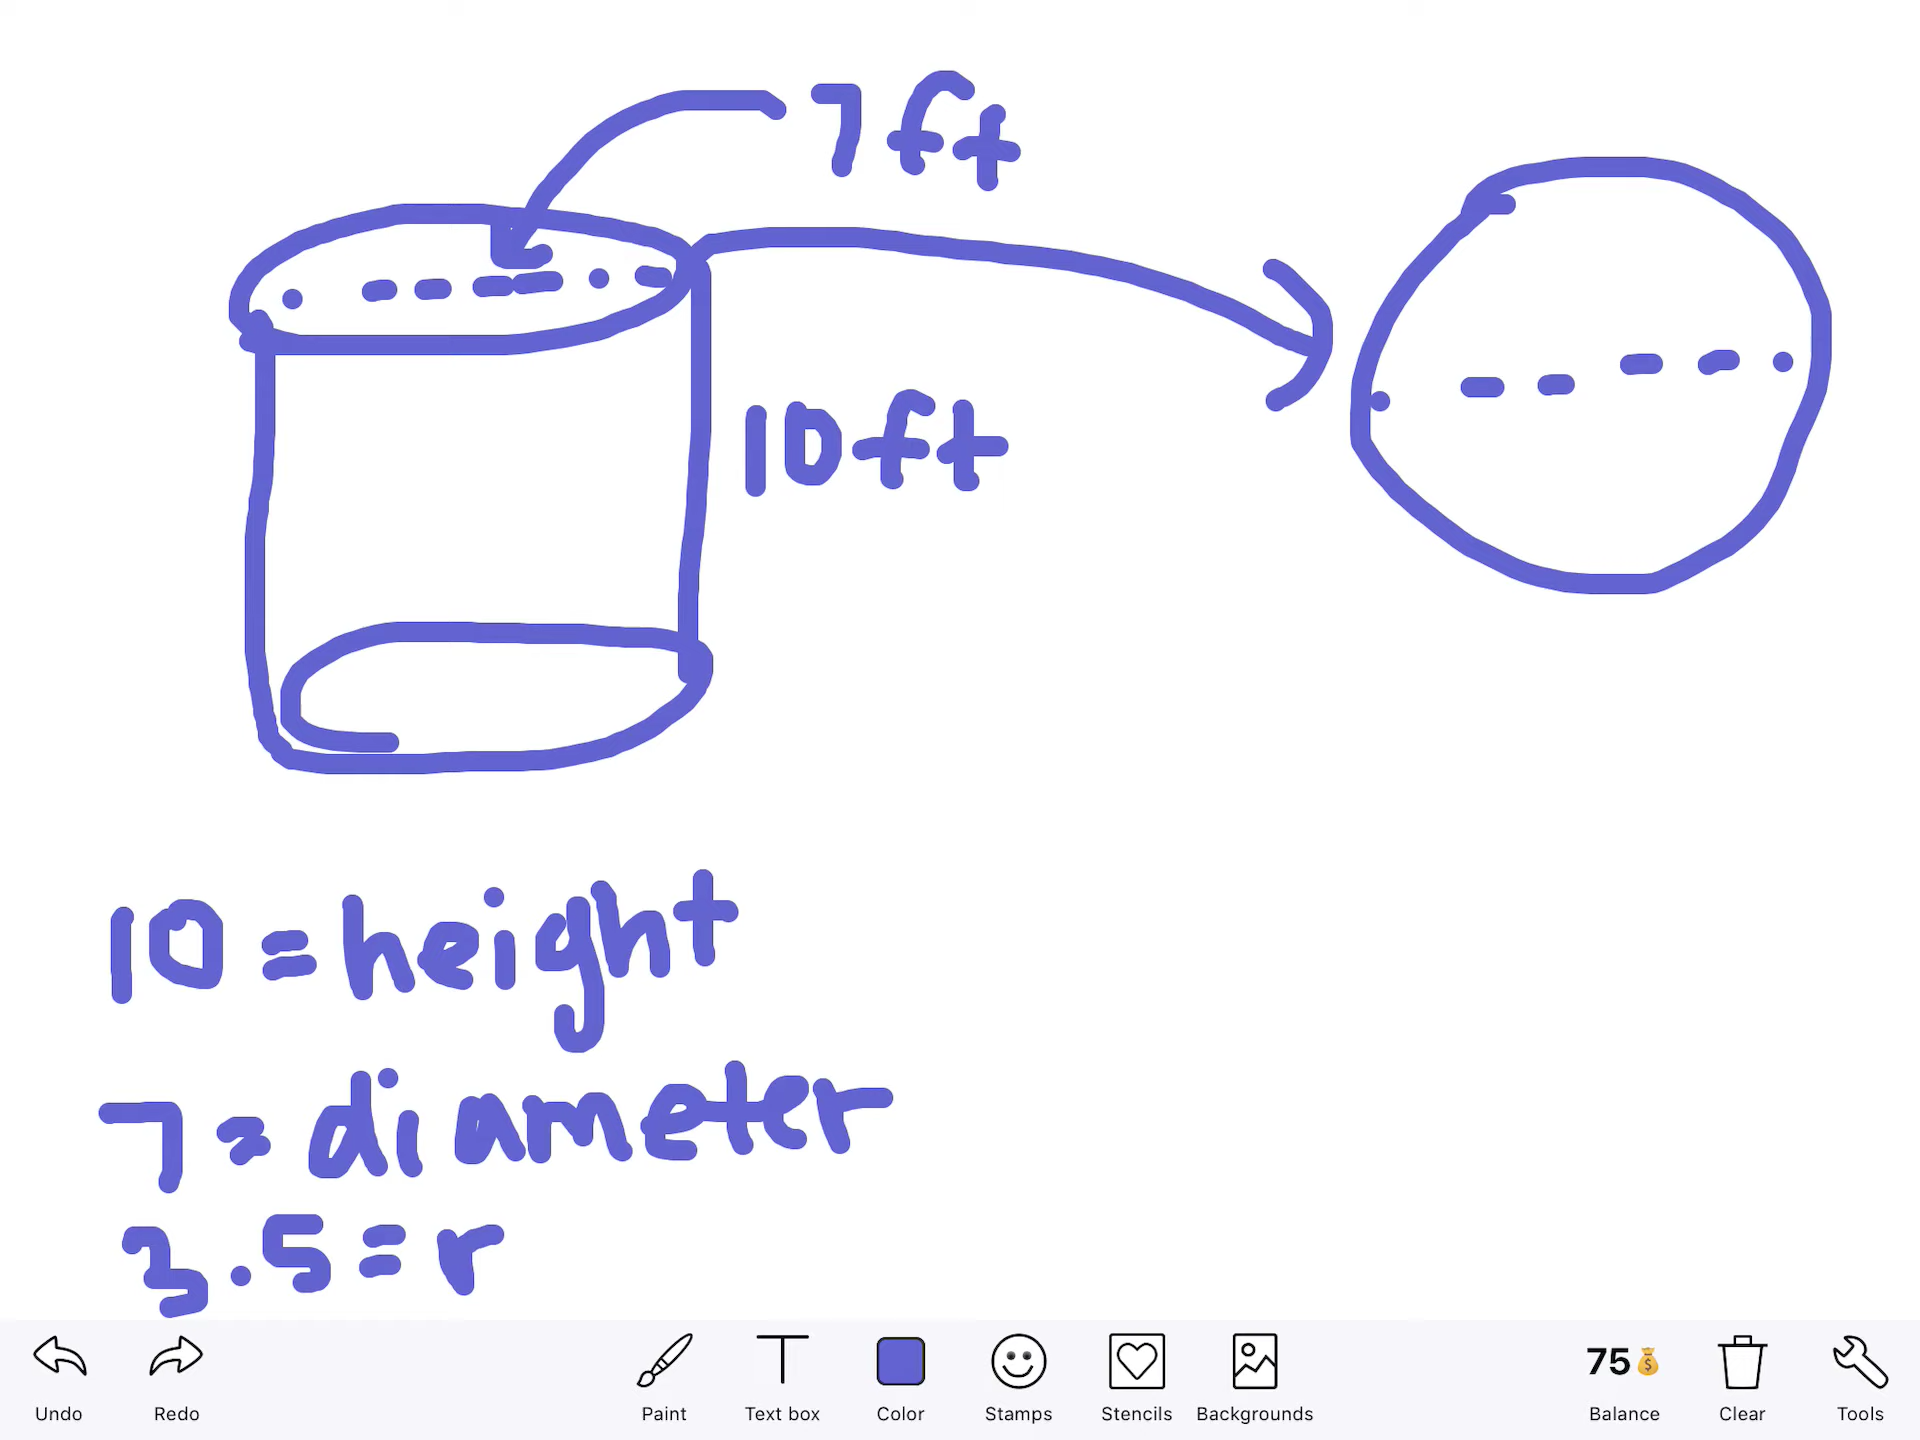 7ft
10ft
10=height
7=diameter
3.5=r
75💰
Undo Redo Paint Text box Color Stamps Stencils Backgrounds Balance Clear Tools